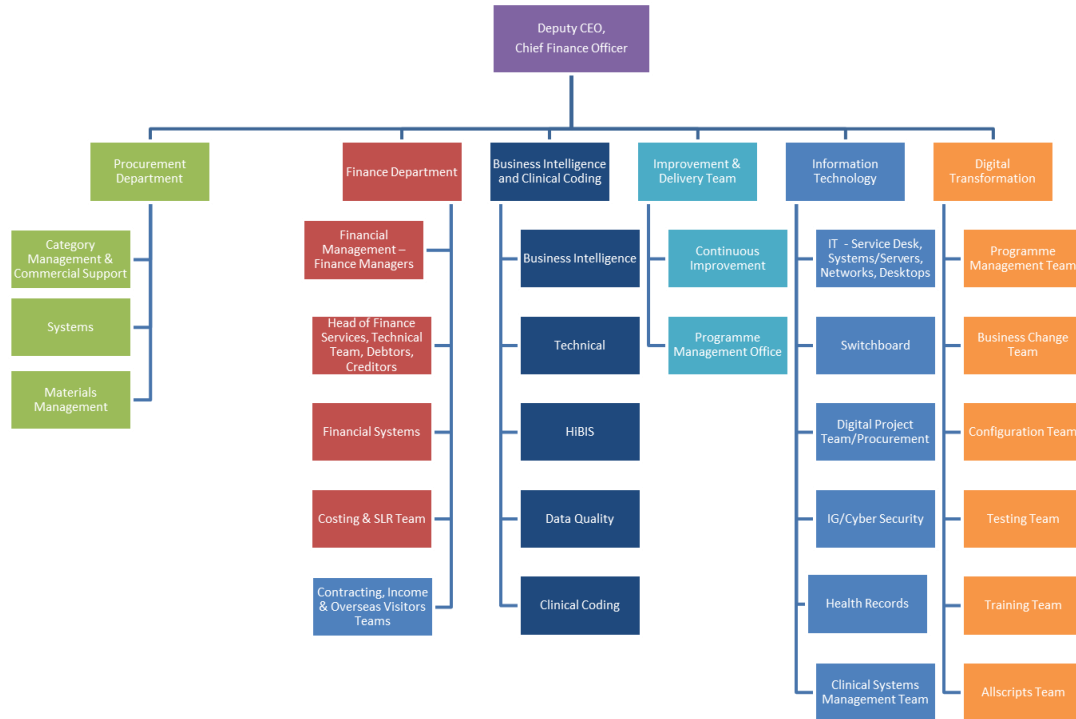 Deputy CEO,
Chief Finance Officer
Procurement
Department
Finance Department
Business Intelligence
and Clinical Coding
Improvement &
Delivery Team
Information
Technology
Digital
Transformation
Category
Management &
Commercial Support
Systems
Materials
Management
Financial
Management –
Finance Managers
Head of Finance
Services, Technical
Team, Debtors,
Creditors
Financial Systems
Costing & SLR Team
Contracting, Income
& Overseas Visitors
Teams
Business Intelligence
Technical
HiBIS
Data Quality
Clinical Coding
Continuous
Improvement
Programme
Management Office
IT - Service Desk,
Systems/Servers,
Networks, Desktops
Switchboard
Digital Project
Team/Procurement
IG/Cyber Security
Health Records
Clinical Systems
Management Team
Programme
Management Team
Business Change
Team
Configuration Team
Testing Team
Training Team
Allscripts Team